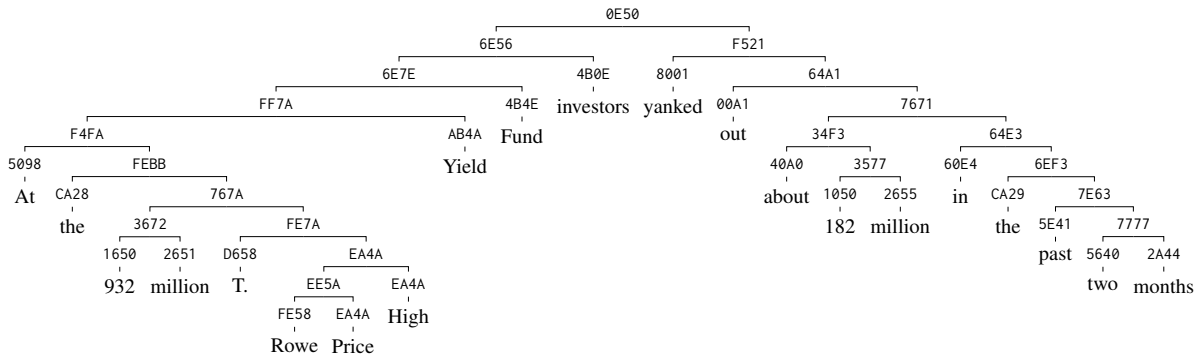 0E50
6E56 F521
6E7E 4B0E 8001 64A1
FF7A 4B4E investors yanked 00A1 7671
F4FA AB4A Fund out 34F3 64E3
5098 FEBB Yield 40A0 3577 60E4 6EF3
At CA28 767A about 1050 2655 in CA29 7E63
the 3672 FE7A 182 million the 5E41 7777
1650 2651 D658 EA4A past 5640 2A44
932 million T. EE5A EA4A two months
FE58 EA4A High
Rowe Price